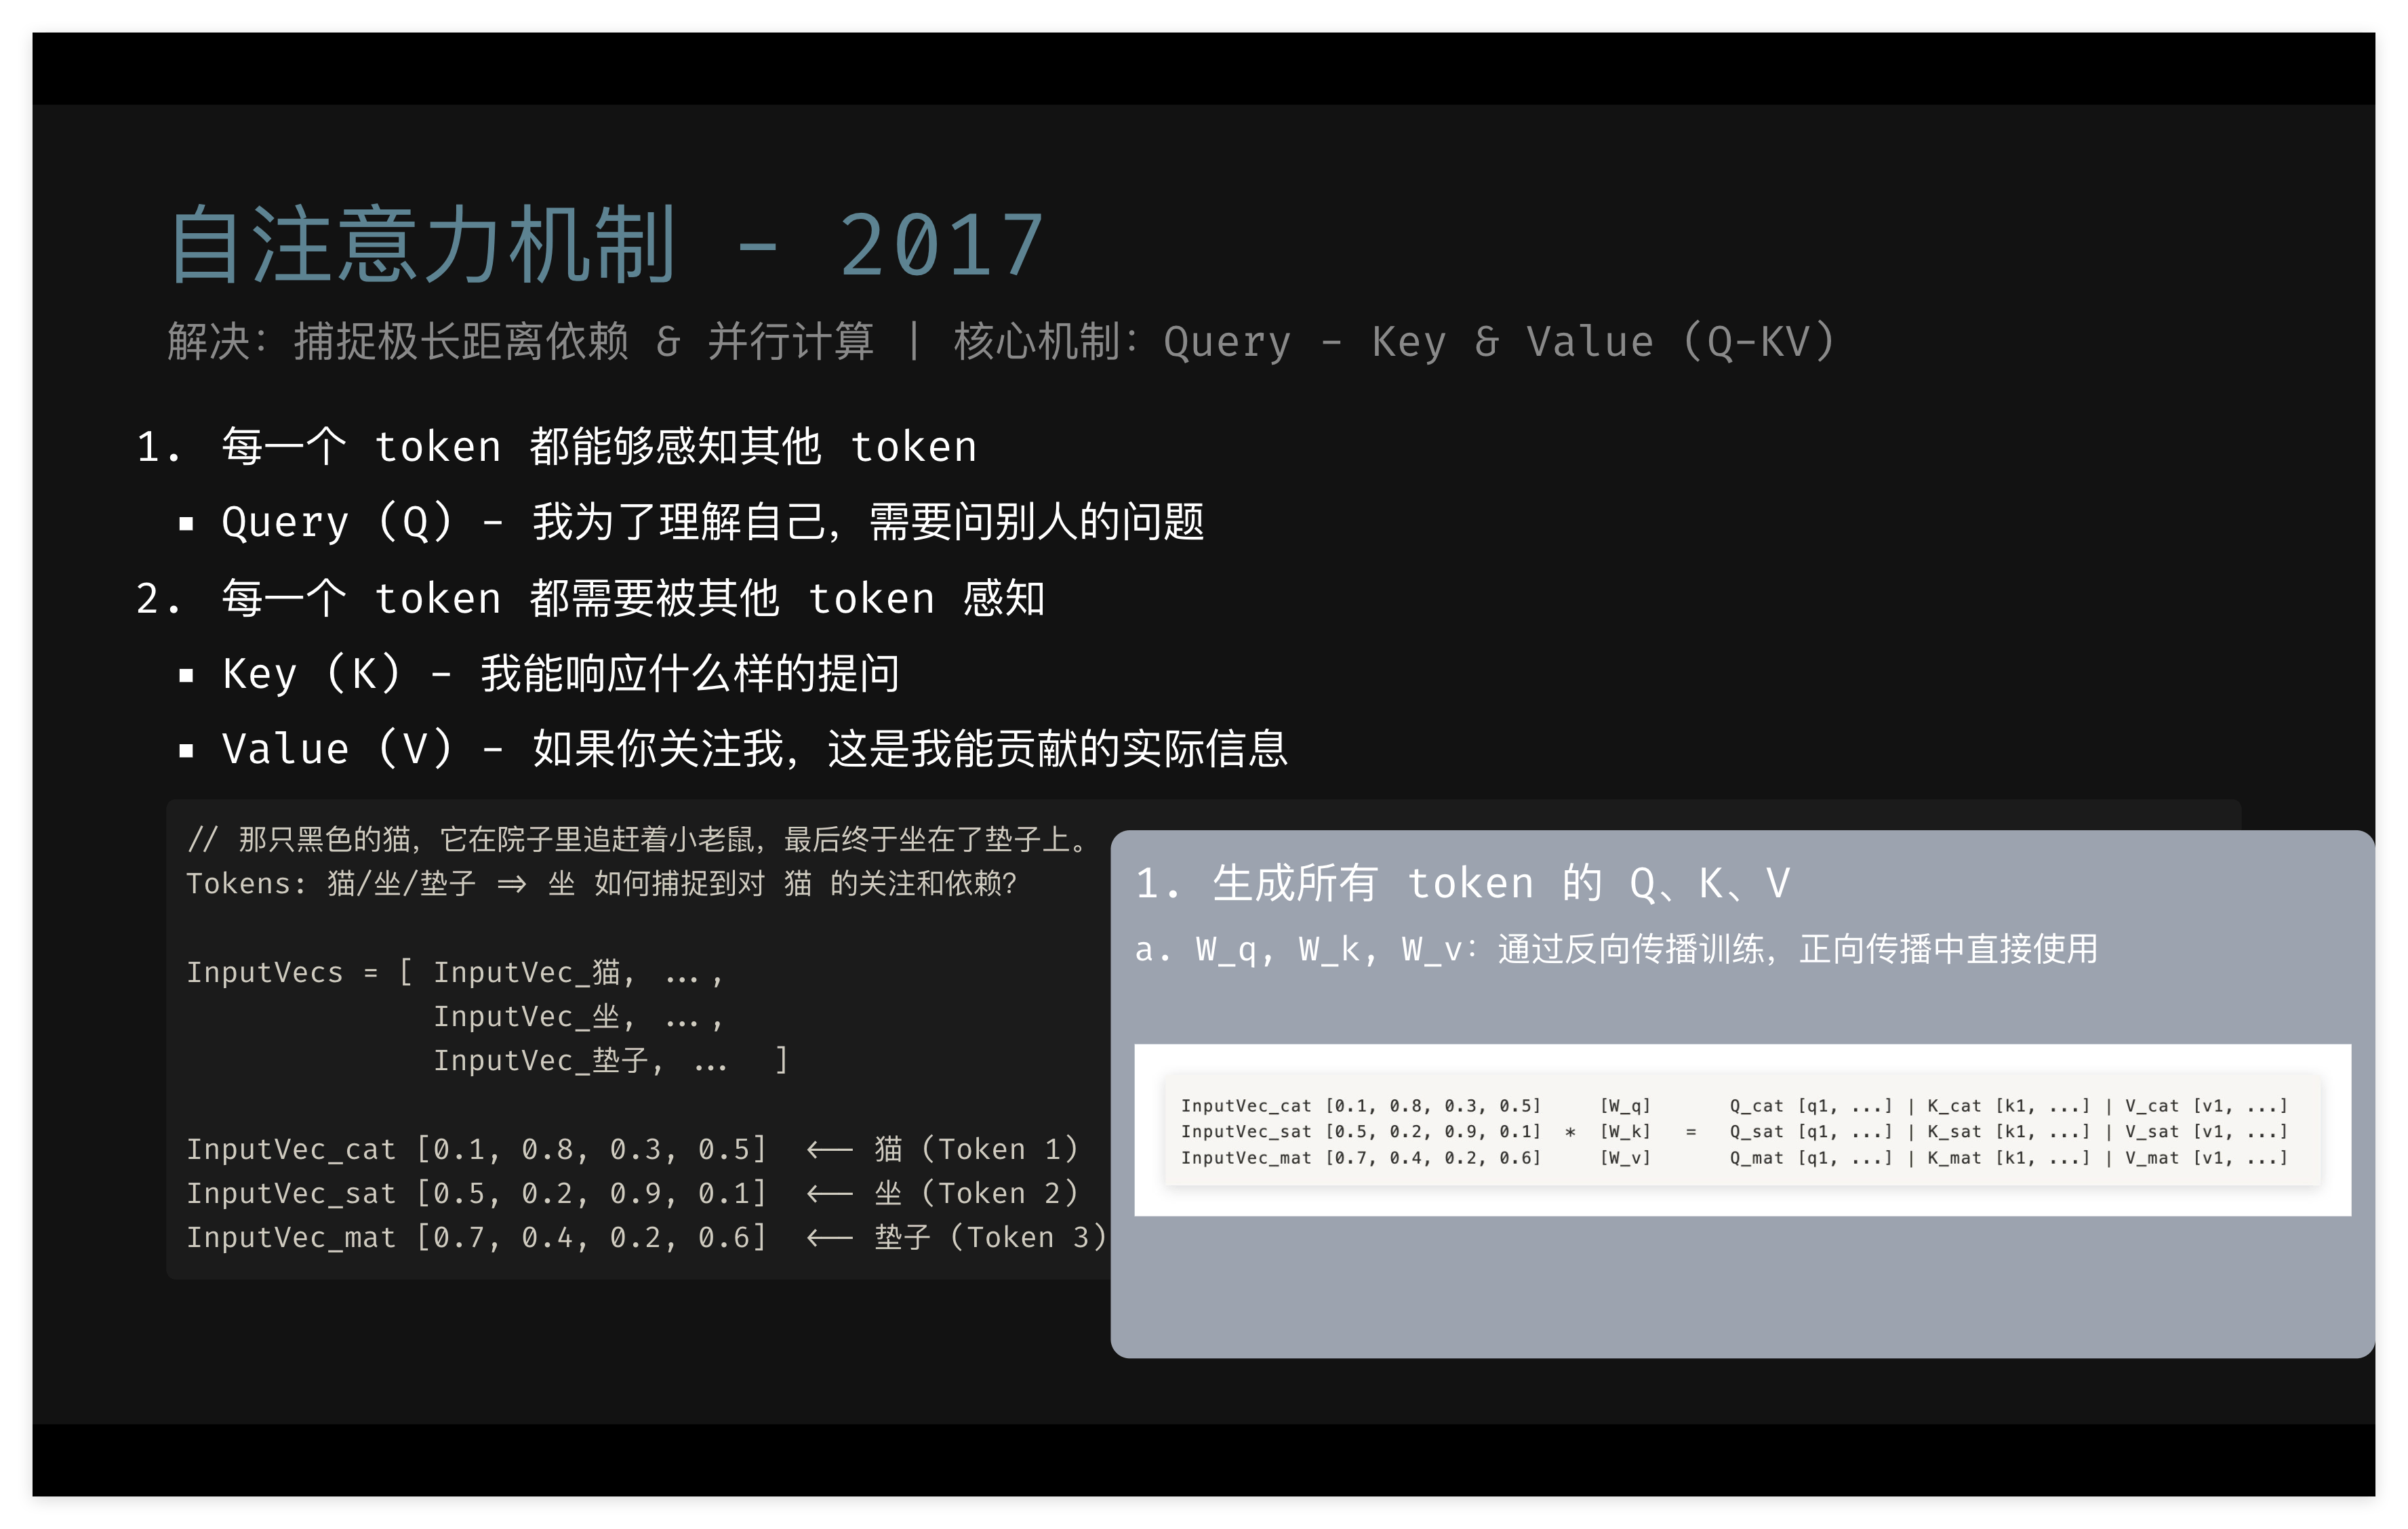 自注意力机制 - 2017
解决：捕捉极长距离依赖 & 并行计算 | 核心机制：Query - Key & Value (Q-KV)
1. 每一个 token 都能够感知其他 token
▪ Query (Q) - 我为了理解自己，需要问别人的问题
2. 每一个 token 都需要被其他 token 感知
▪ Key (K) - 我能响应什么样的提问
▪ Value (V) - 如果你关注我，这是我能贡献的实际信息
// 那只黑色的猫，它在院子里追赶着小老鼠，最后终于坐在了垫子上。
Tokens: 猫/坐/垫子 => 坐 如何捕捉到对 猫 的关注和依赖？
InputVecs = [ InputVec_猫, ...,
InputVec_坐, ...,
InputVec_垫子, ... ]
InputVec_cat [0.1, 0.8, 0.3, 0.5] <-- 猫 (Token 1)
InputVec_sat [0.5, 0.2, 0.9, 0.1] <-- 坐 (Token 2)
InputVec_mat [0.7, 0.4, 0.2, 0.6] <-- 垫子 (Token 3)
1. 生成所有 token 的 Q、K、V
a. W_q, W_k, W_v：通过反向传播训练，正向传播中直接使用
InputVec_cat [0.1, 0.8, 0.3, 0.5] [W_q] Q_cat [q1, ...] | K_cat [k1, ...] | V_cat [v1, ...]
InputVec_sat [0.5, 0.2, 0.9, 0.1] * [W_k] = Q_sat [q1, ...] | K_sat [k1, ...] | V_sat [v1, ...]
InputVec_mat [0.7, 0.4, 0.2, 0.6] [W_v] Q_mat [q1, ...] | K_mat [k1, ...] | V_mat [v1, ...]